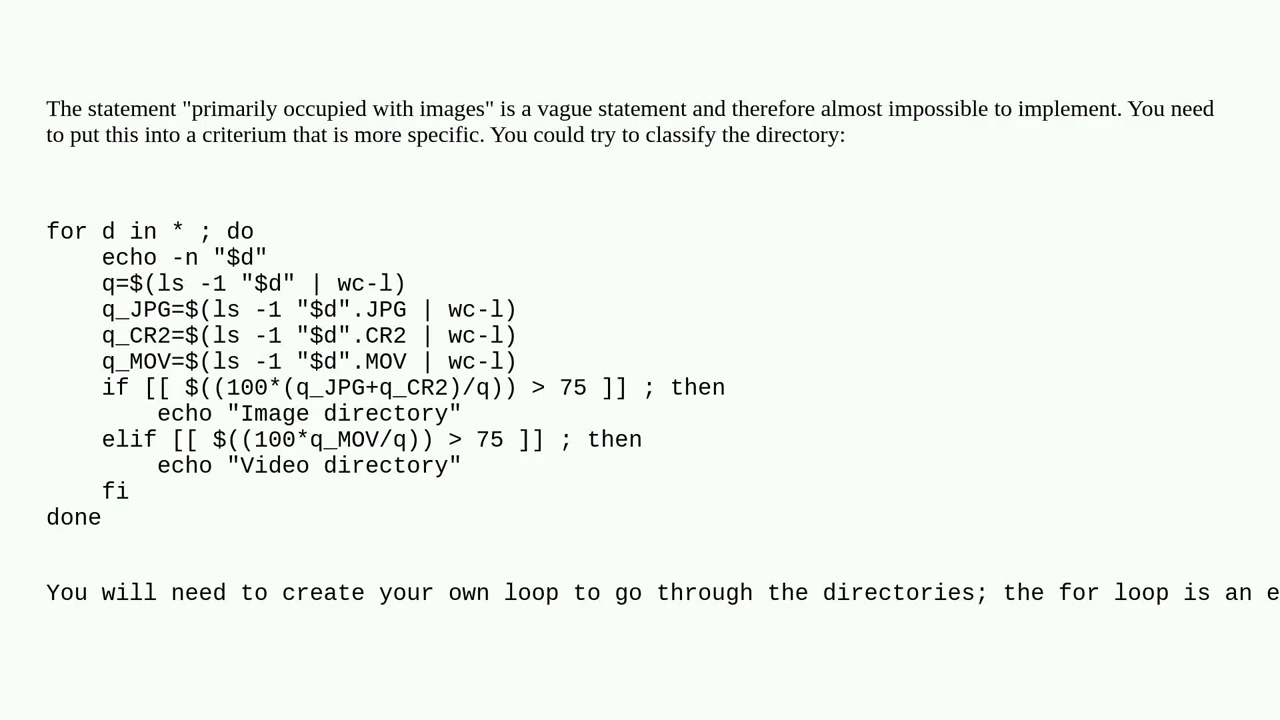 The statement "primarily occupied with images" is a vague statement and therefore almost impossible to implement. You need
to put this into a criterium that is more specific. You could try to classify the directory:
for d in * ; do
    echo -n "$d"
    q=$(ls -1 "$d" | wc-l)
    q_JPG=$(ls -1 "$d".JPG | wc-l)
    q_CR2=$(ls -1 "$d".CR2 | wc-l)
    q_MOV=$(ls -1 "$d".MOV | wc-l)
    if [[ $((100*(q_JPG+q_CR2)/q)) > 75 ]] ; then
        echo "Image directory"
    elif [[ $((100*q_MOV/q)) > 75 ]] ; then
        echo "Video directory"
    fi
done
You will need to create your own loop to go through the directories; the for loop is an